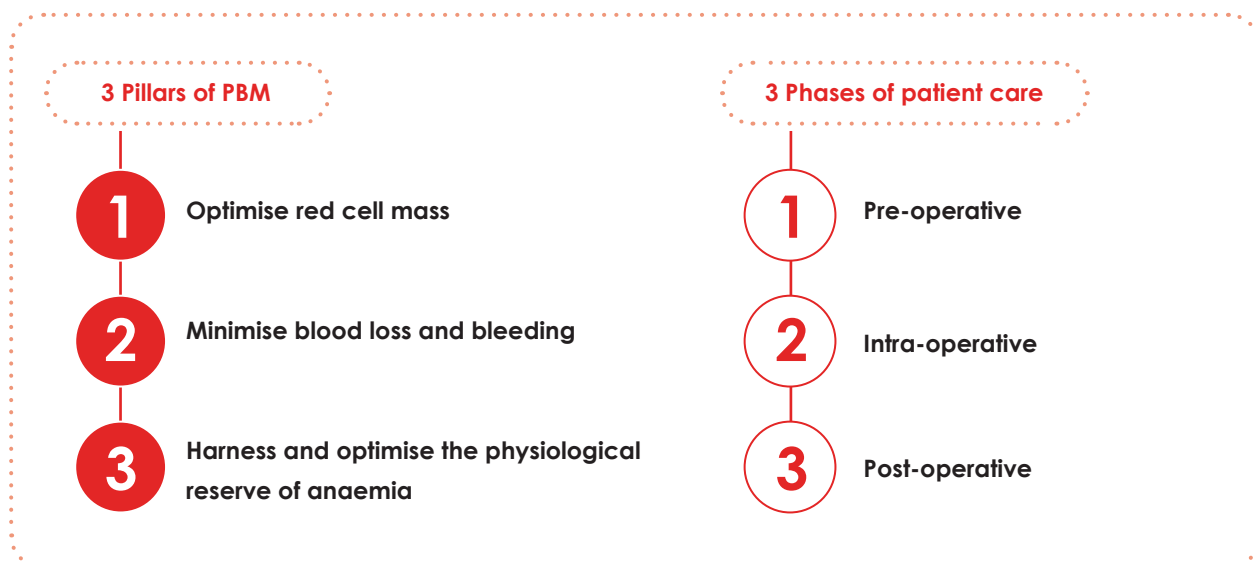 3 Pillars of PBM
1
Optimise red cell mass
2
Minimise blood loss and bleeding
3
Harness and optimise the physiological
reserve of anaemia
3 Phases of patient care
1
Pre-operative
2
Intra-operative
3
Post-operative